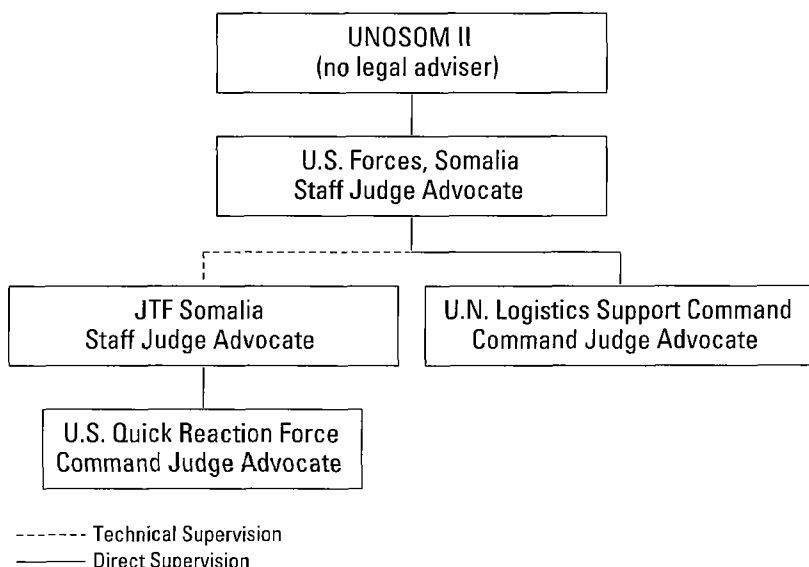 UNOSOM II
(no legal adviser)
U.S. Forces, Somalia
Staff Judge Advocate
JTF Somalia
Staff Judge Advocate
U.N. Logistics Support Command
Command Judge Advocate
U.S. Quick Reaction Force
Command Judge Advocate
Technical Supervision
Direct Supervision